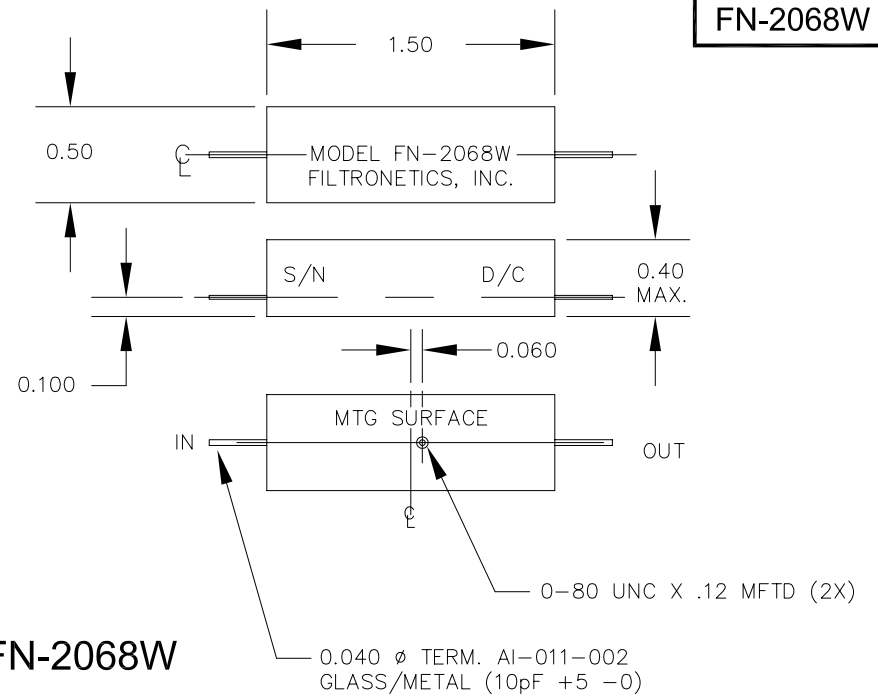 FN-2068W
1.50
0.50
CL
MODEL FN-2068W
FILTRONETICS, INC.
S/N
D/C
0.40
MAX.
0.060
0.100
MTG SURFACE
IN
OUT
CL
0-80 UNC X .12 MFTD (2X)
FN-2068W
0.040 ø TERM. AI-011-002
GLASS/METAL (10pF +5 -0)